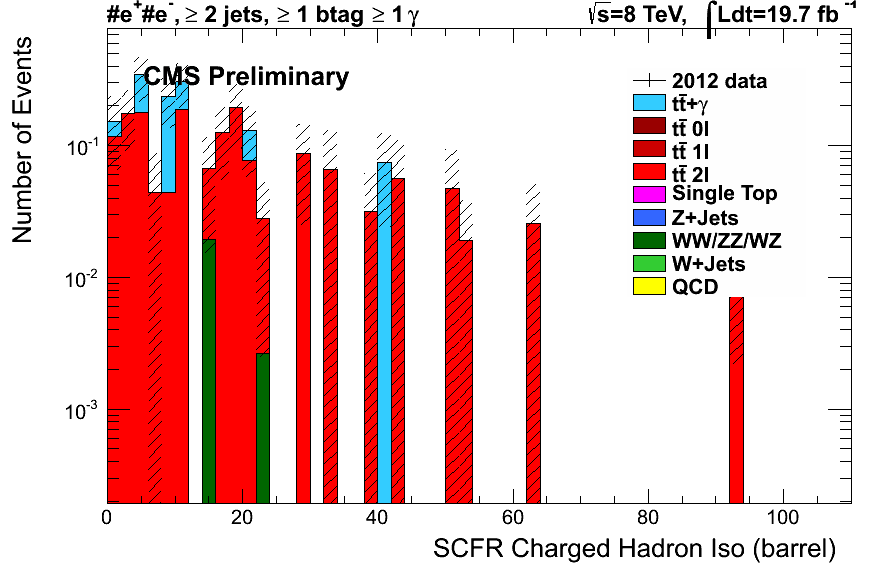 #e⁺#e⁻, ≥ 2 jets, ≥ 1 btag ≥ 1 γ
√s=8 TeV, ∫Ldt=19.7 fb⁻¹
CMS Preliminary
Number of Events
10⁻¹
10⁻²
10⁻³
2012 data
tt̄+γ
tt̄ 0l
tt̄ 1l
tt̄ 2l
Single Top
Z+Jets
WW/ZZ/WZ
W+Jets
QCD
0 20 40 60 80 100
SCFR Charged Hadron Iso (barrel)